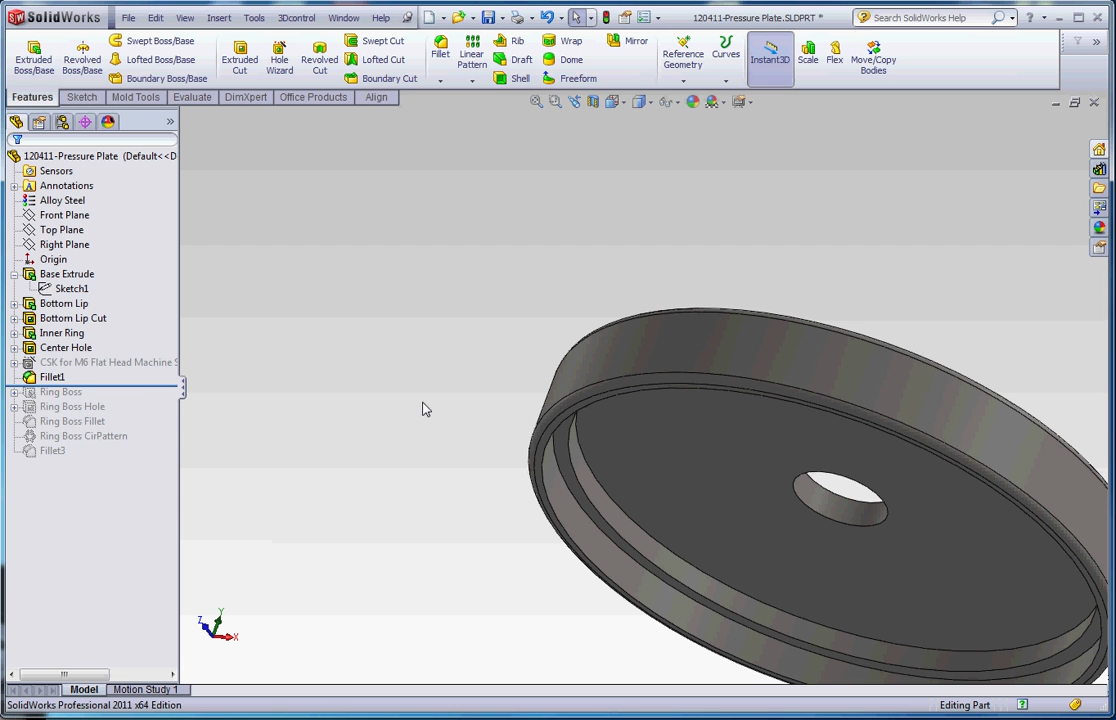 SolidWorks
File Edit View Insert Tools 3Dcontrol Window Help
120411-Pressure Plate.SLDPRT *
Search SolidWorks Help
Extruded Boss/Base
Revolved Boss/Base
Swept Boss/Base
Lofted Boss/Base
Boundary Boss/Base
Extruded Cut
Hole Wizard
Revolved Cut
Swept Cut
Lofted Cut
Boundary Cut
Fillet
Linear Pattern
Rib
Draft
Shell
Wrap
Dome
Freeform
Mirror
Reference Geometry
Curves
Instant3D
Scale
Flex
Move/Copy Bodies
Features Sketch Mold Tools Evaluate DimXpert Office Products Align
120411-Pressure Plate (Default<<D
Sensors
Annotations
Alloy Steel
Front Plane
Top Plane
Right Plane
Origin
Base Extrude
Sketch1
Bottom Lip
Bottom Lip Cut
Inner Ring
Center Hole
CSK for M6 Flat Head Machine S
Fillet1
Ring Boss
Ring Boss Hole
Ring Boss Fillet
Ring Boss CirPattern
Fillet3
Y
Z
X
Model Motion Study 1
SolidWorks Professional 2011 x64 Edition
Editing Part